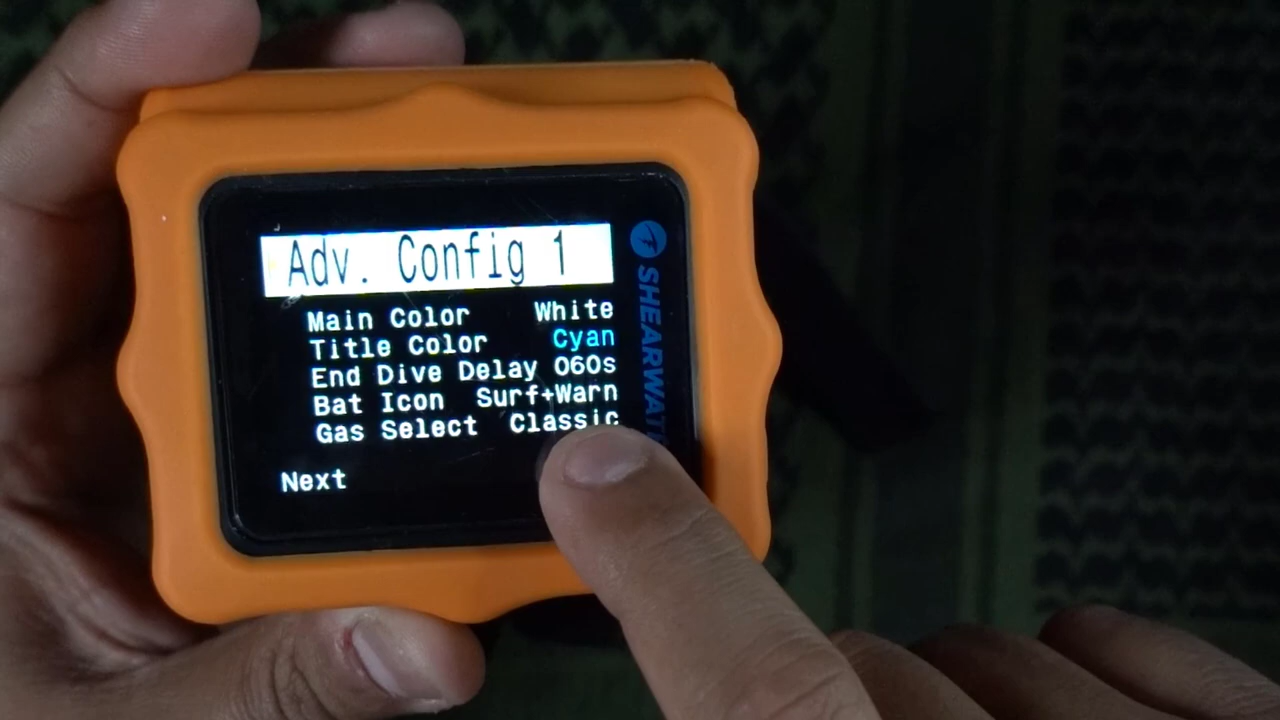 Adv. Config 1
Main Color White
Title Color Cyan
End Dive Delay 060s
Bat Icon Surf+Warn
Gas Select Classic
Next
SHEARWAT